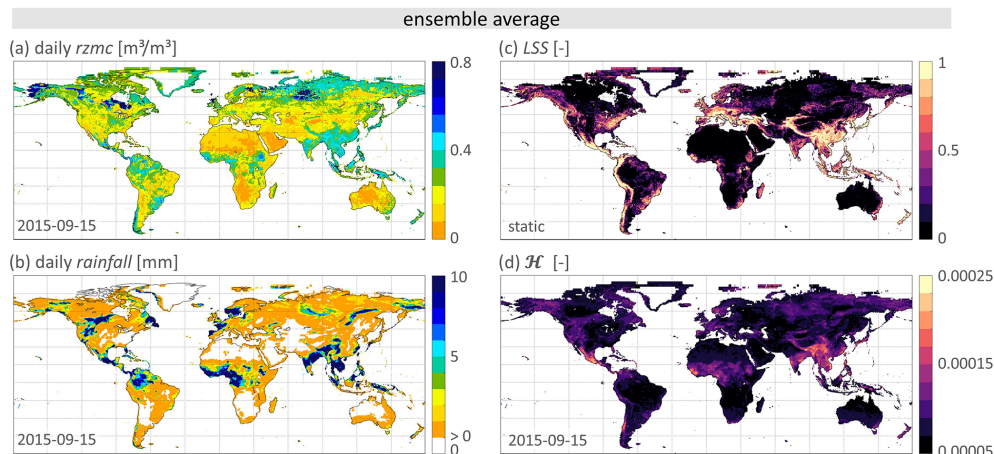 ensemble average
(a) daily rzmc [m³/m³]
0.8
0.4
0
2015-09-15
(c) LSS [-]
1
0.5
0
static
(b) daily rainfall [mm]
10
5
> 0
0
2015-09-15
(d) ℋ [-]
0.00025
0.00015
0.00005
2015-09-15